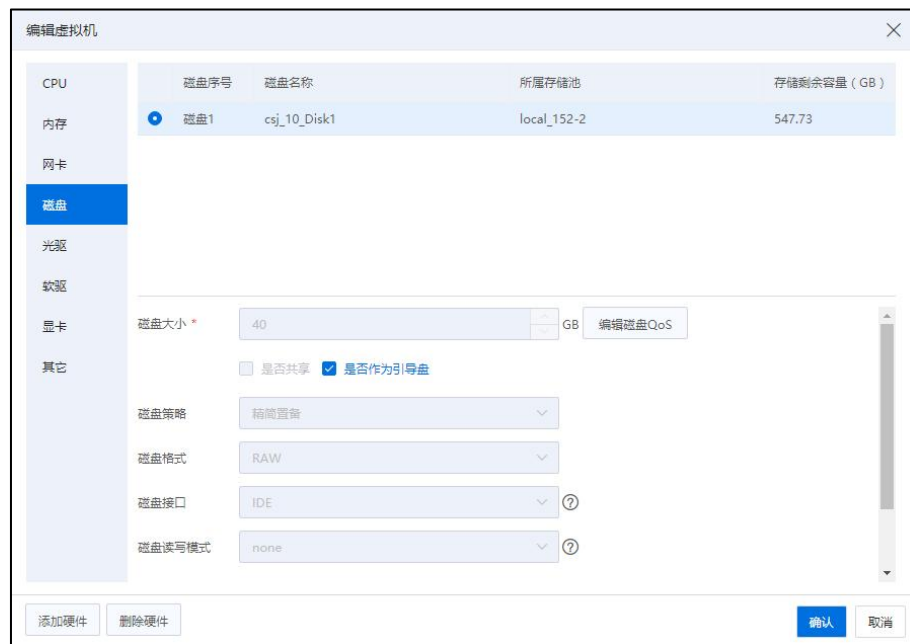 编辑虚拟机
CPU
内存
网卡
磁盘
光驱
软驱
显卡
其它
磁盘序号 磁盘名称 所属存储池 存储剩余容量(GB)
磁盘1 csj_10_Disk1 local_152-2 547.73
磁盘大小 * 40 GB 编辑磁盘QoS
是否共享 是否作为引导盘
磁盘策略 精简置备
磁盘格式 RAW
磁盘接口 IDE ?
磁盘读写模式 none ?
添加硬件 删除硬件 确认 取消